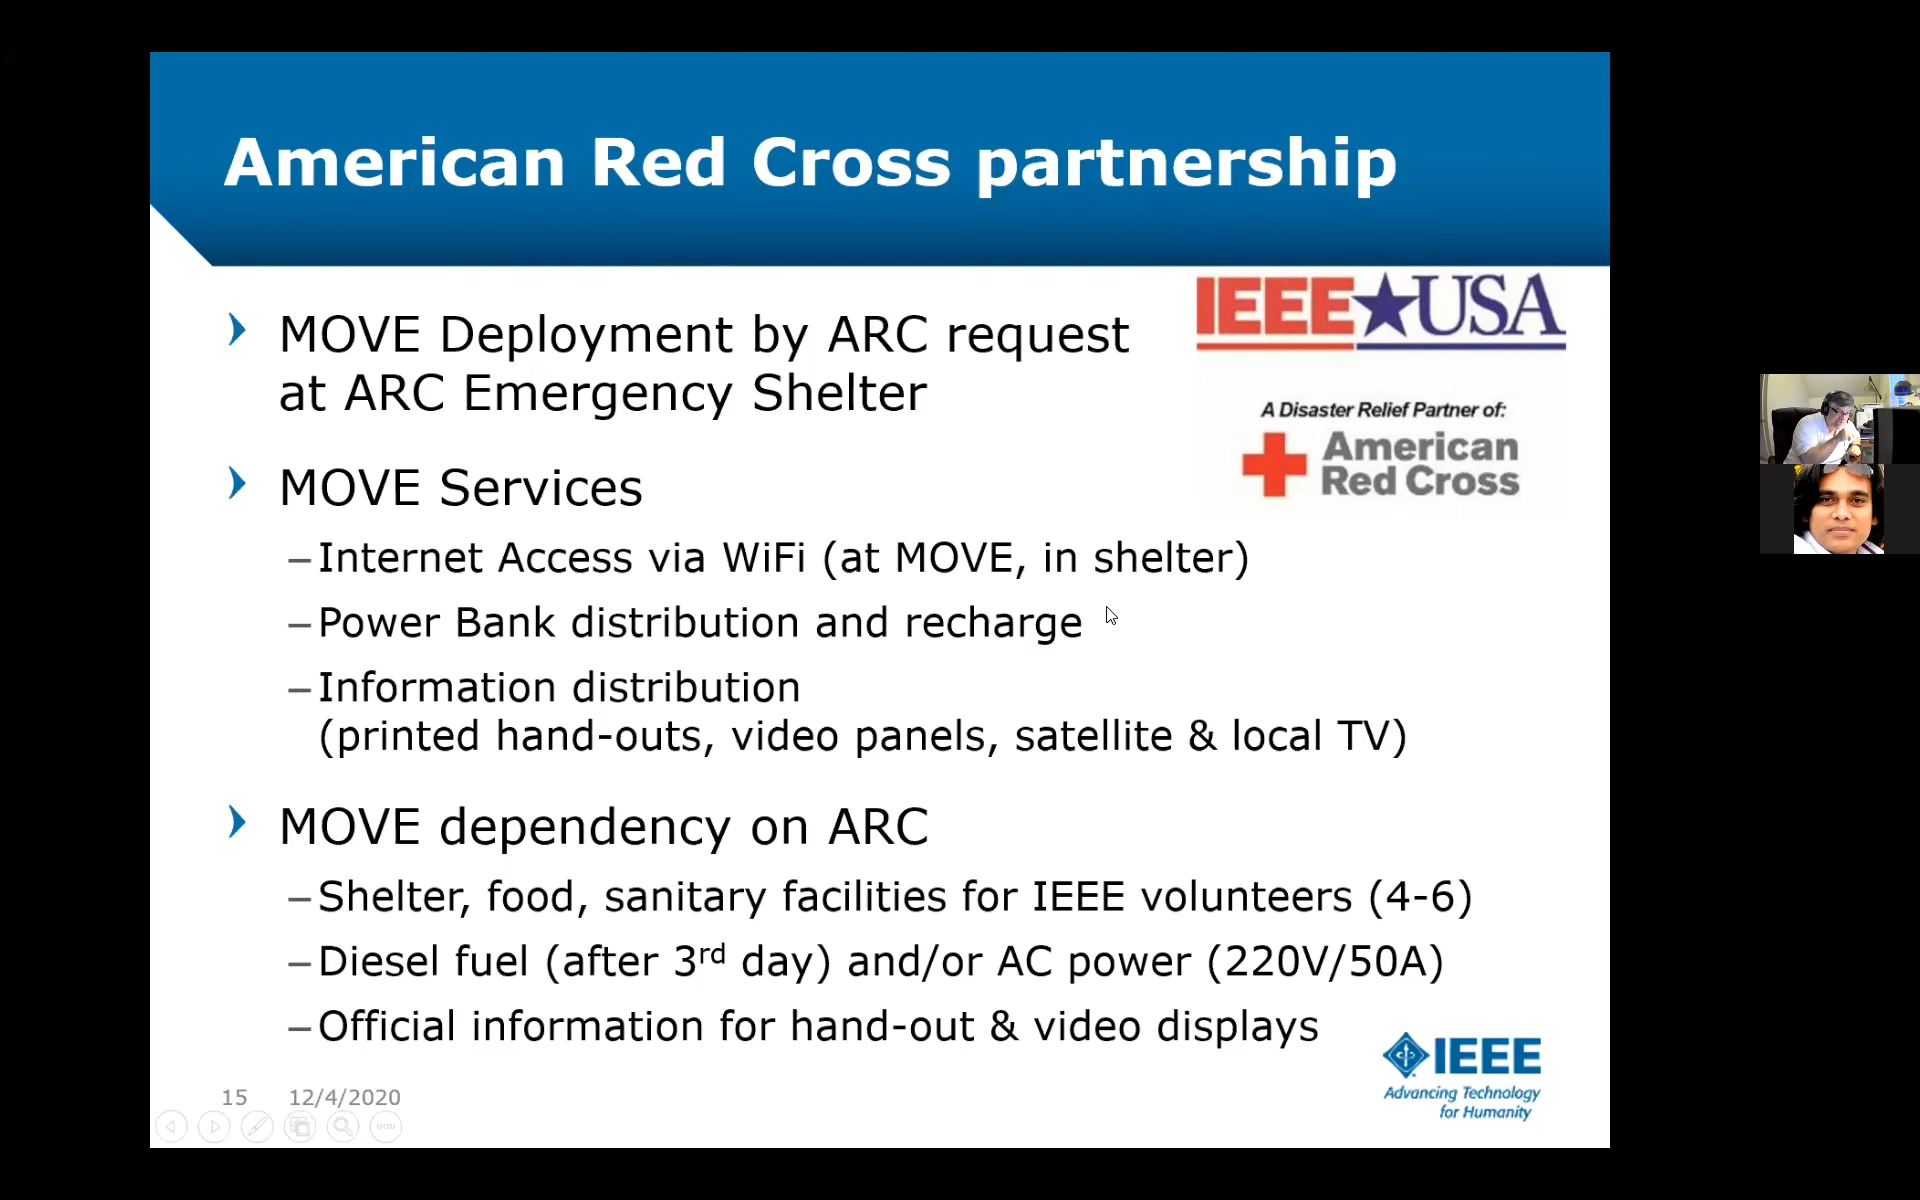 American Red Cross partnership
IEEE USA
MOVE Deployment by ARC request
at ARC Emergency Shelter
A Disaster Relief Partner of:
American
Red Cross
MOVE Services
–Internet Access via WiFi (at MOVE, in shelter)
–Power Bank distribution and recharge
–Information distribution
(printed hand-outs, video panels, satellite & local TV)
MOVE dependency on ARC
–Shelter, food, sanitary facilities for IEEE volunteers (4-6)
–Diesel fuel (after 3rd day) and/or AC power (220V/50A)
–Official information for hand-out & video displays
IEEE
Advancing Technology
for Humanity
15 12/4/2020